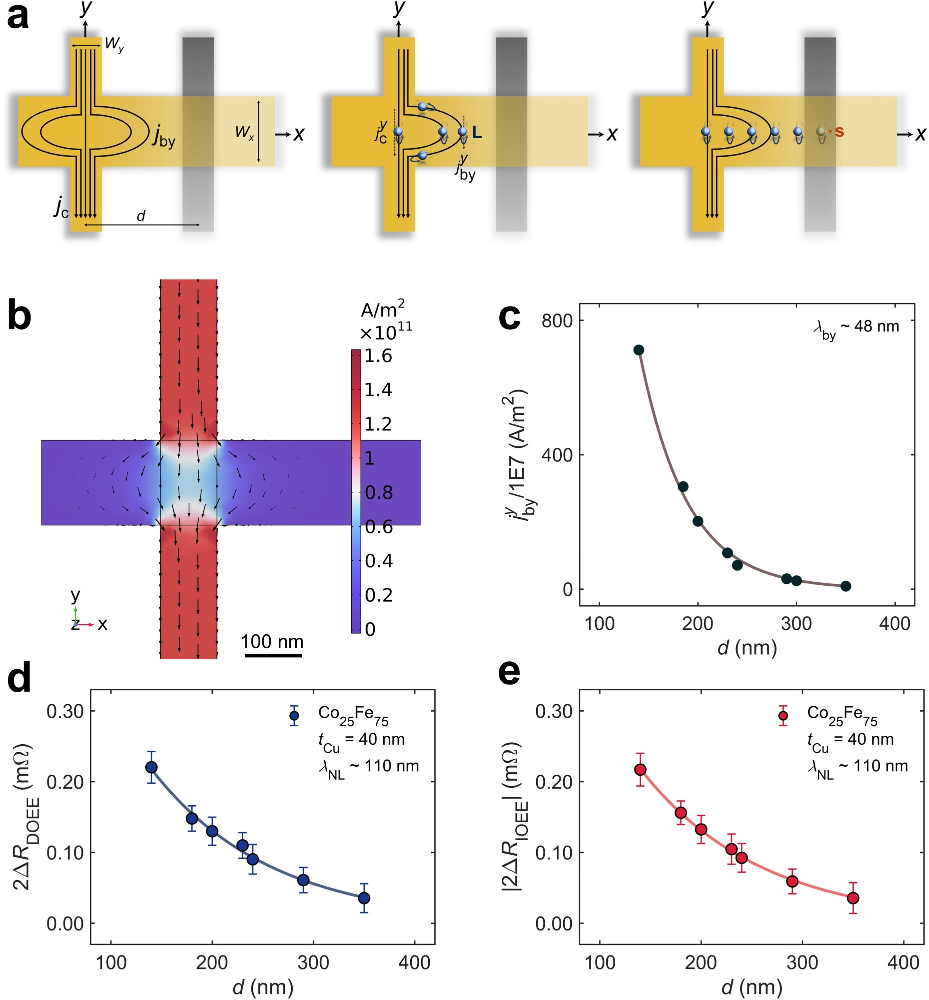 a
y
W_y
j_by
W_x
x
j_c
d
y
j_c^y
L
j_by^y
x
y
s
x
b
A/m²
×10¹¹
1.6
1.4
1.2
1
0.8
0.6
0.4
0.2
0
y
z x
100 nm
c
800
400
0
j_by^y/1E7 (A/m²)
λ_by ~ 48 nm
100 200 300 400
d (nm)
d
0.30
0.20
0.10
0.00
2ΔR_DOEE (mΩ)
Co₂₅Fe₇₅
t_Cu = 40 nm
λ_NL ~ 110 nm
100 200 300 400
d (nm)
e
0.30
0.20
0.10
0.00
|2ΔR_IOEE| (mΩ)
Co₂₅Fe₇₅
t_Cu = 40 nm
λ_NL ~ 110 nm
100 200 300 400
d (nm)